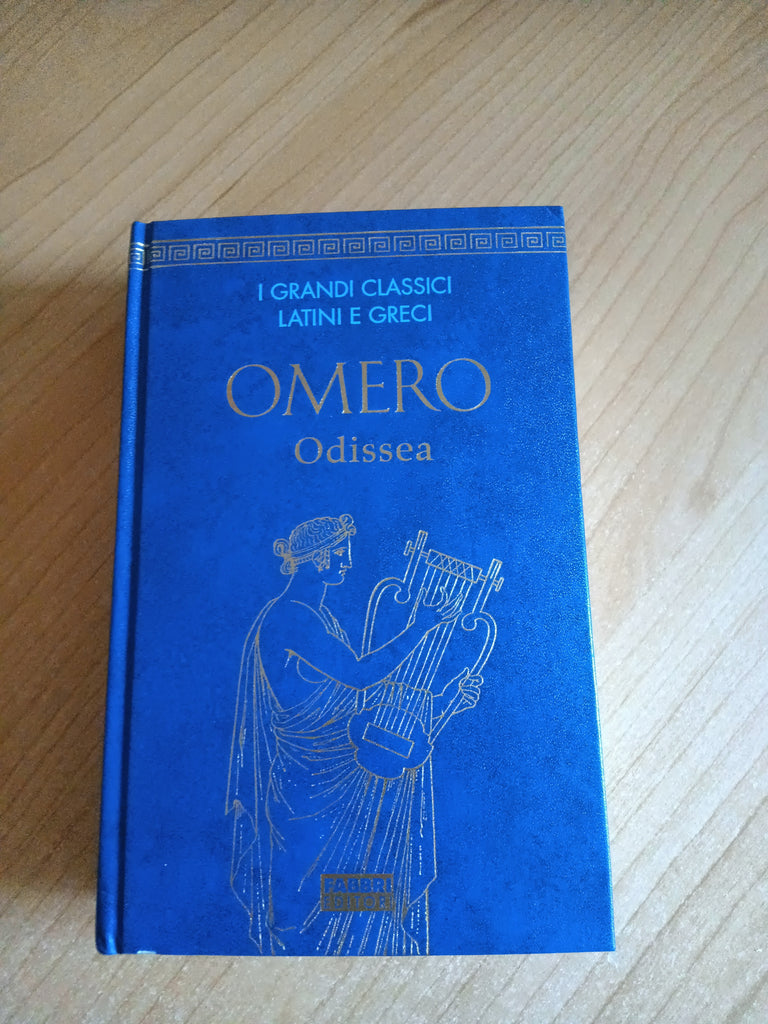 I GRANDI CLASSICI
LATINI E GRECI
OMERO
Odissea
FABBRI
EDITORI